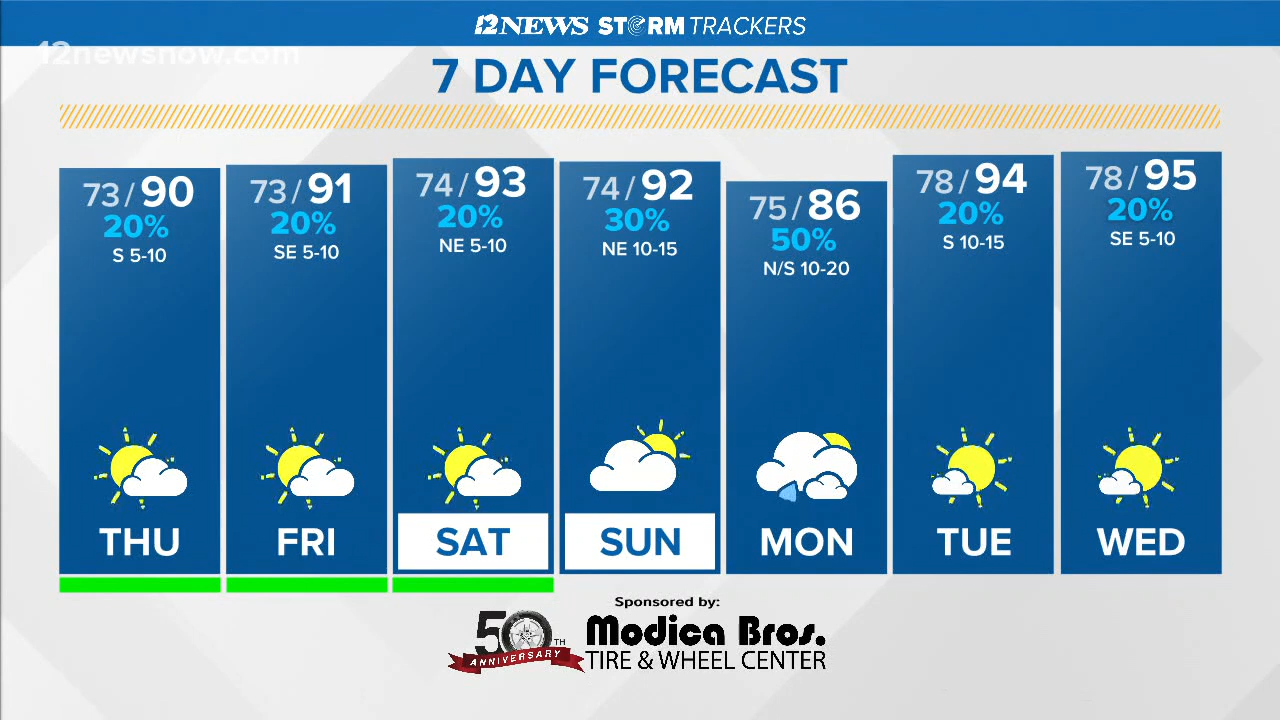 12NEWS STORM TRACKERS
12newsnow.com
7 DAY FORECAST
73/90
20%
S 5-10
THU
73/91
20%
SE 5-10
FRI
74/93
20%
NE 5-10
SAT
74/92
30%
NE 10-15
SUN
75/86
50%
N/S 10-20
MON
78/94
20%
S 10-15
TUE
78/95
20%
SE 5-10
WED
Sponsored by:
50TH
ANNIVERSARY
Modica Bros.
TIRE & WHEEL CENTER